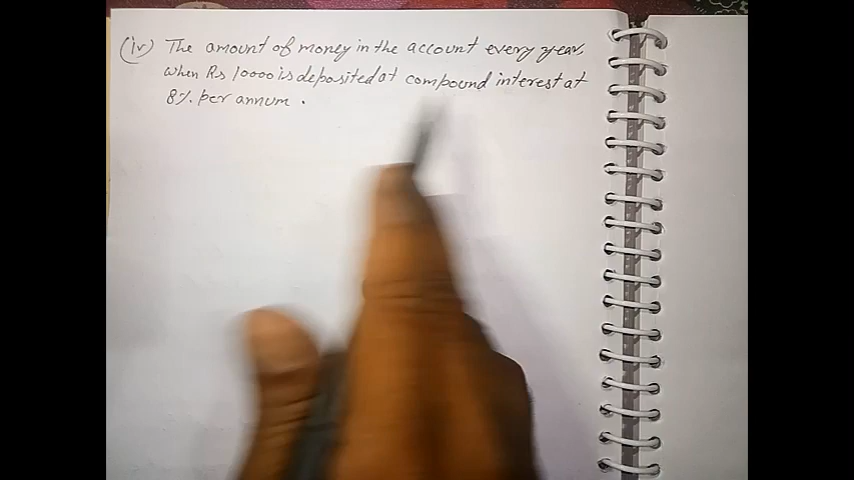 (iv) The amount of money in the account every year,
when Rs 10000 is deposited at compound interest at
8% per annum .